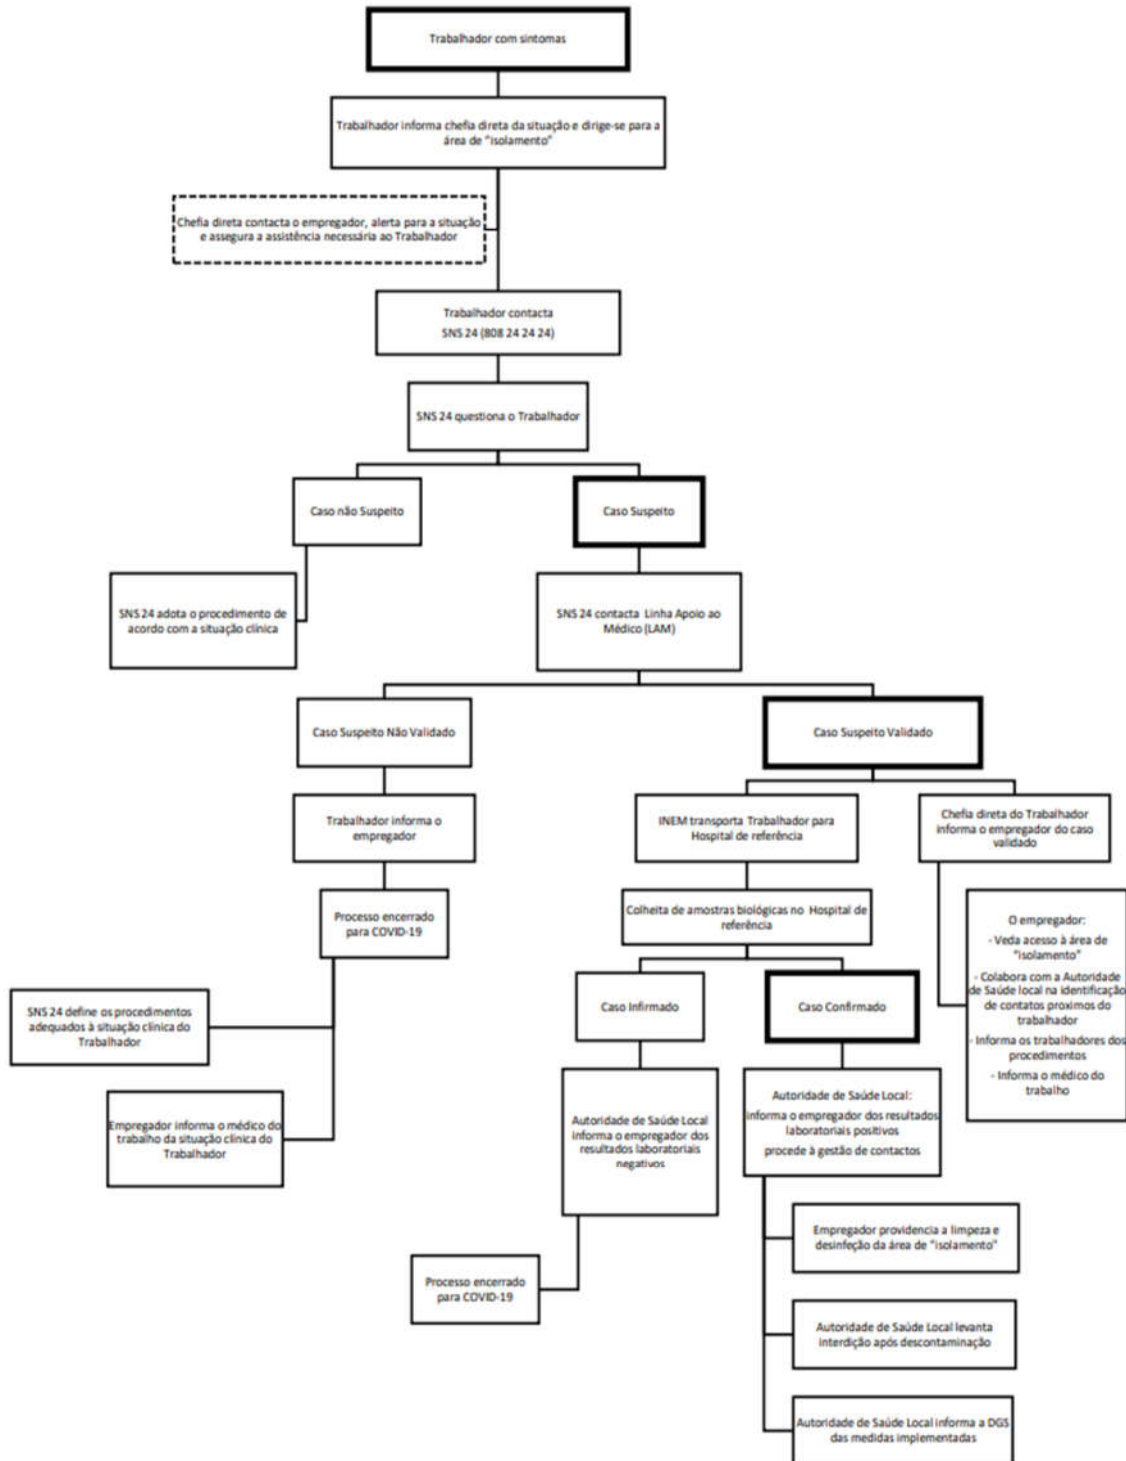 Trabalhador com sintomas
Trabalhador informa chefia direta da situação e dirige-se para a
área de "isolamento"
Chefia direta contacta o empregador, alerta para a situação
e assegura a assistência necessária ao Trabalhador
Trabalhador contacta
SNS 24 (808 24 24 24)
SNS 24 questiona o Trabalhador
Caso não Suspeito
Caso Suspeito
SNS 24 adota o procedimento de
acordo com a situação clínica
SNS 24 contacta Linha Apoio ao
Médico (LAM)
Caso Suspeito Não Validado
Caso Suspeito Validado
Trabalhador informa o
empregador
INEM transporta Trabalhador para
Hospital de referência
Chefia direta do Trabalhador
informa o empregador do caso
validado
Processo encerrado
para COVID-19
Colheita de amostras biológicas no Hospital de
referência
O empregador:
- Veda acesso à área de
"isolamento"
- Colabora com a Autoridade
de Saúde local na identificação
de contatos proximos do
trabalhador
- Informa os trabalhadores dos
procedimentos
- Informa o médico do
trabalho
SNS 24 define os procedimentos
adequados à situação clínica do
Trabalhador
Caso Infirmado
Caso Confirmado
Empregador informa o médico do
trabalho da situação clínica do
Trabalhador
Autoridade de Saúde Local
informa o empregador dos
resultados laboratoriais
negativos
Autoridade de Saúde Local:
informa o empregador dos resultados
laboratoriais positivos
procede à gestão de contactos
Processo encerrado
para COVID-19
Empregador providencia a limpeza e
desinfeção da área de "isolamento"
Autoridade de Saúde Local levanta
interdição após descontaminação
Autoridade de Saúde Local informa a DGS
das medidas implementadas